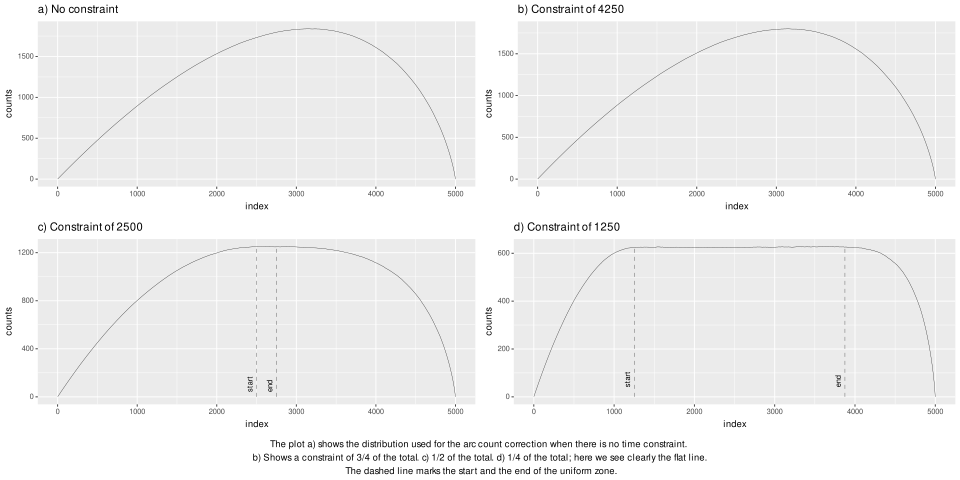 a) No constraint
counts
1500
1000
500
0
0 1000 2000 3000 4000 5000
index
b) Constraint of 4250
counts
1500
1000
500
0
0 1000 2000 3000 4000 5000
index
c) Constraint of 2500
counts
1200
800
400
0
start
end
0 1000 2000 3000 4000 5000
index
d) Constraint of 1250
counts
600
400
200
0
start
end
0 1000 2000 3000 4000 5000
index
The plot a) shows the distribution used for the arc count correction when there is no time constraint.
b) Shows a constraint of 3/4 of the total. c) 1/2 of the total. d) 1/4 of the total; here we see clearly the flat line.
The dashed line marks the start and the end of the uniform zone.